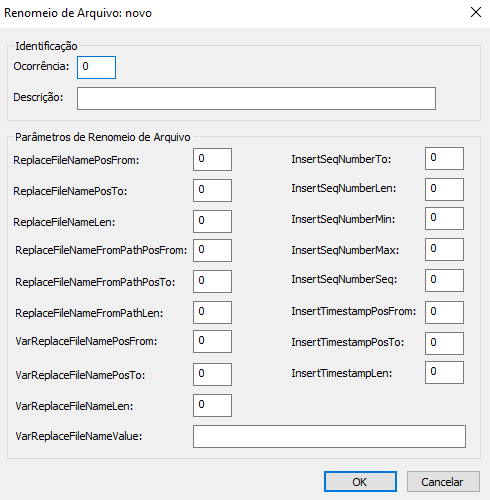 Renomeio de Arquivo: novo
Identificação
Ocorrência: 0
Descrição:
Parâmetros de Renomeio de Arquivo
ReplaceFileNamePosFrom: 0
ReplaceFileNamePosTo: 0
ReplaceFileNameLen: 0
ReplaceFileNameFromPathPosFrom: 0
ReplaceFileNameFromPathPosTo: 0
ReplaceFileNameFromPathLen: 0
VarReplaceFileNamePosFrom: 0
VarReplaceFileNamePosTo: 0
VarReplaceFileNameLen: 0
VarReplaceFileNameValue:
InsertSeqNumberTo: 0
InsertSeqNumberLen: 0
InsertSeqNumberMin: 0
InsertSeqNumberMax: 0
InsertSeqNumberSeq: 0
InsertTimestampPosFrom: 0
InsertTimestampPosTo: 0
InsertTimestampLen: 0
OK
Cancelar